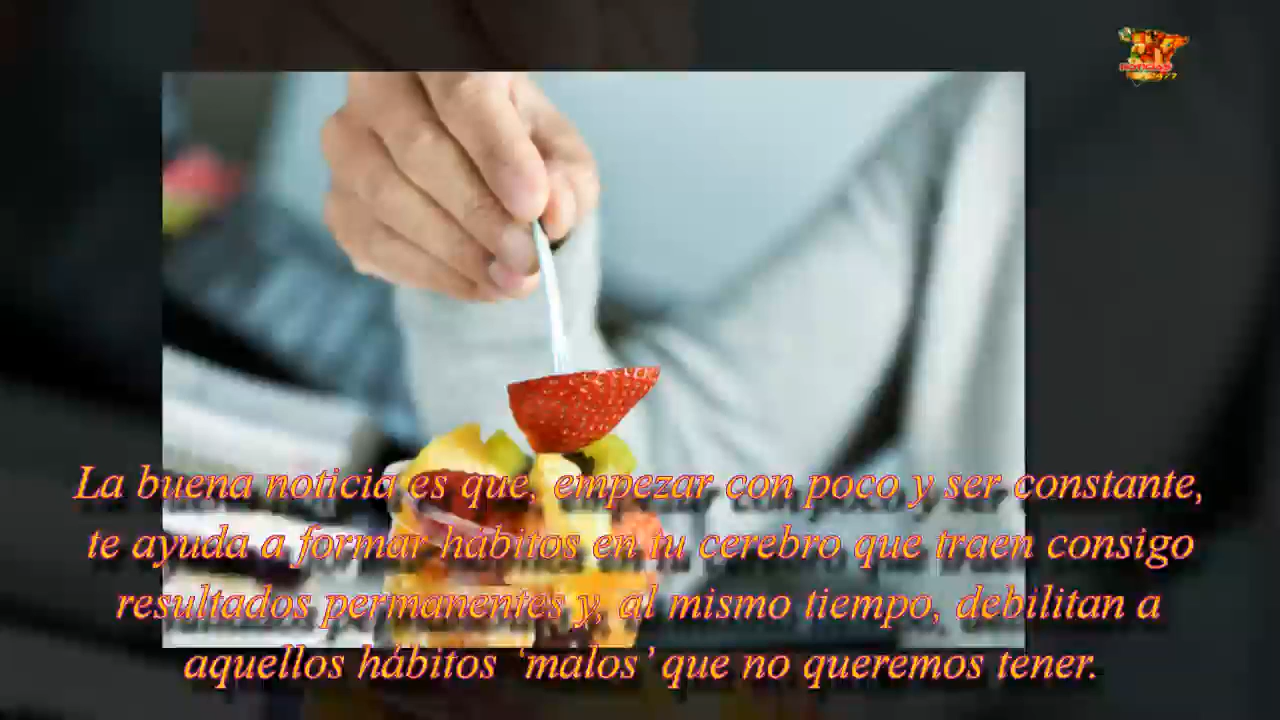 La buena noticia es que, empezar con poco y ser constante,
te ayuda a formar hábitos en tu cerebro que traen consigo
resultados permanentes y, al mismo tiempo, debilitan a
aquellos hábitos ‘malos’ que no queremos tener.